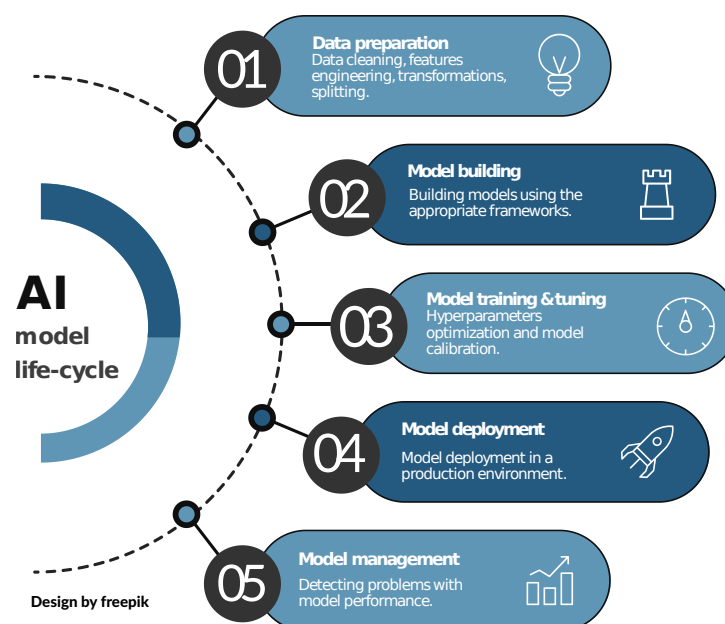 01
Data preparation
Data cleaning, features
engineering, transformations,
splitting.
02
Model building
Building models using the
appropriate frameworks.
AI
model
life-cycle
03
Model training & tuning
Hyperparameters
optimization and model
calibration.
04
Model deployment
Model deployment in a
production environment.
05
Model management
Detecting problems with
model performance.
Design by freepik